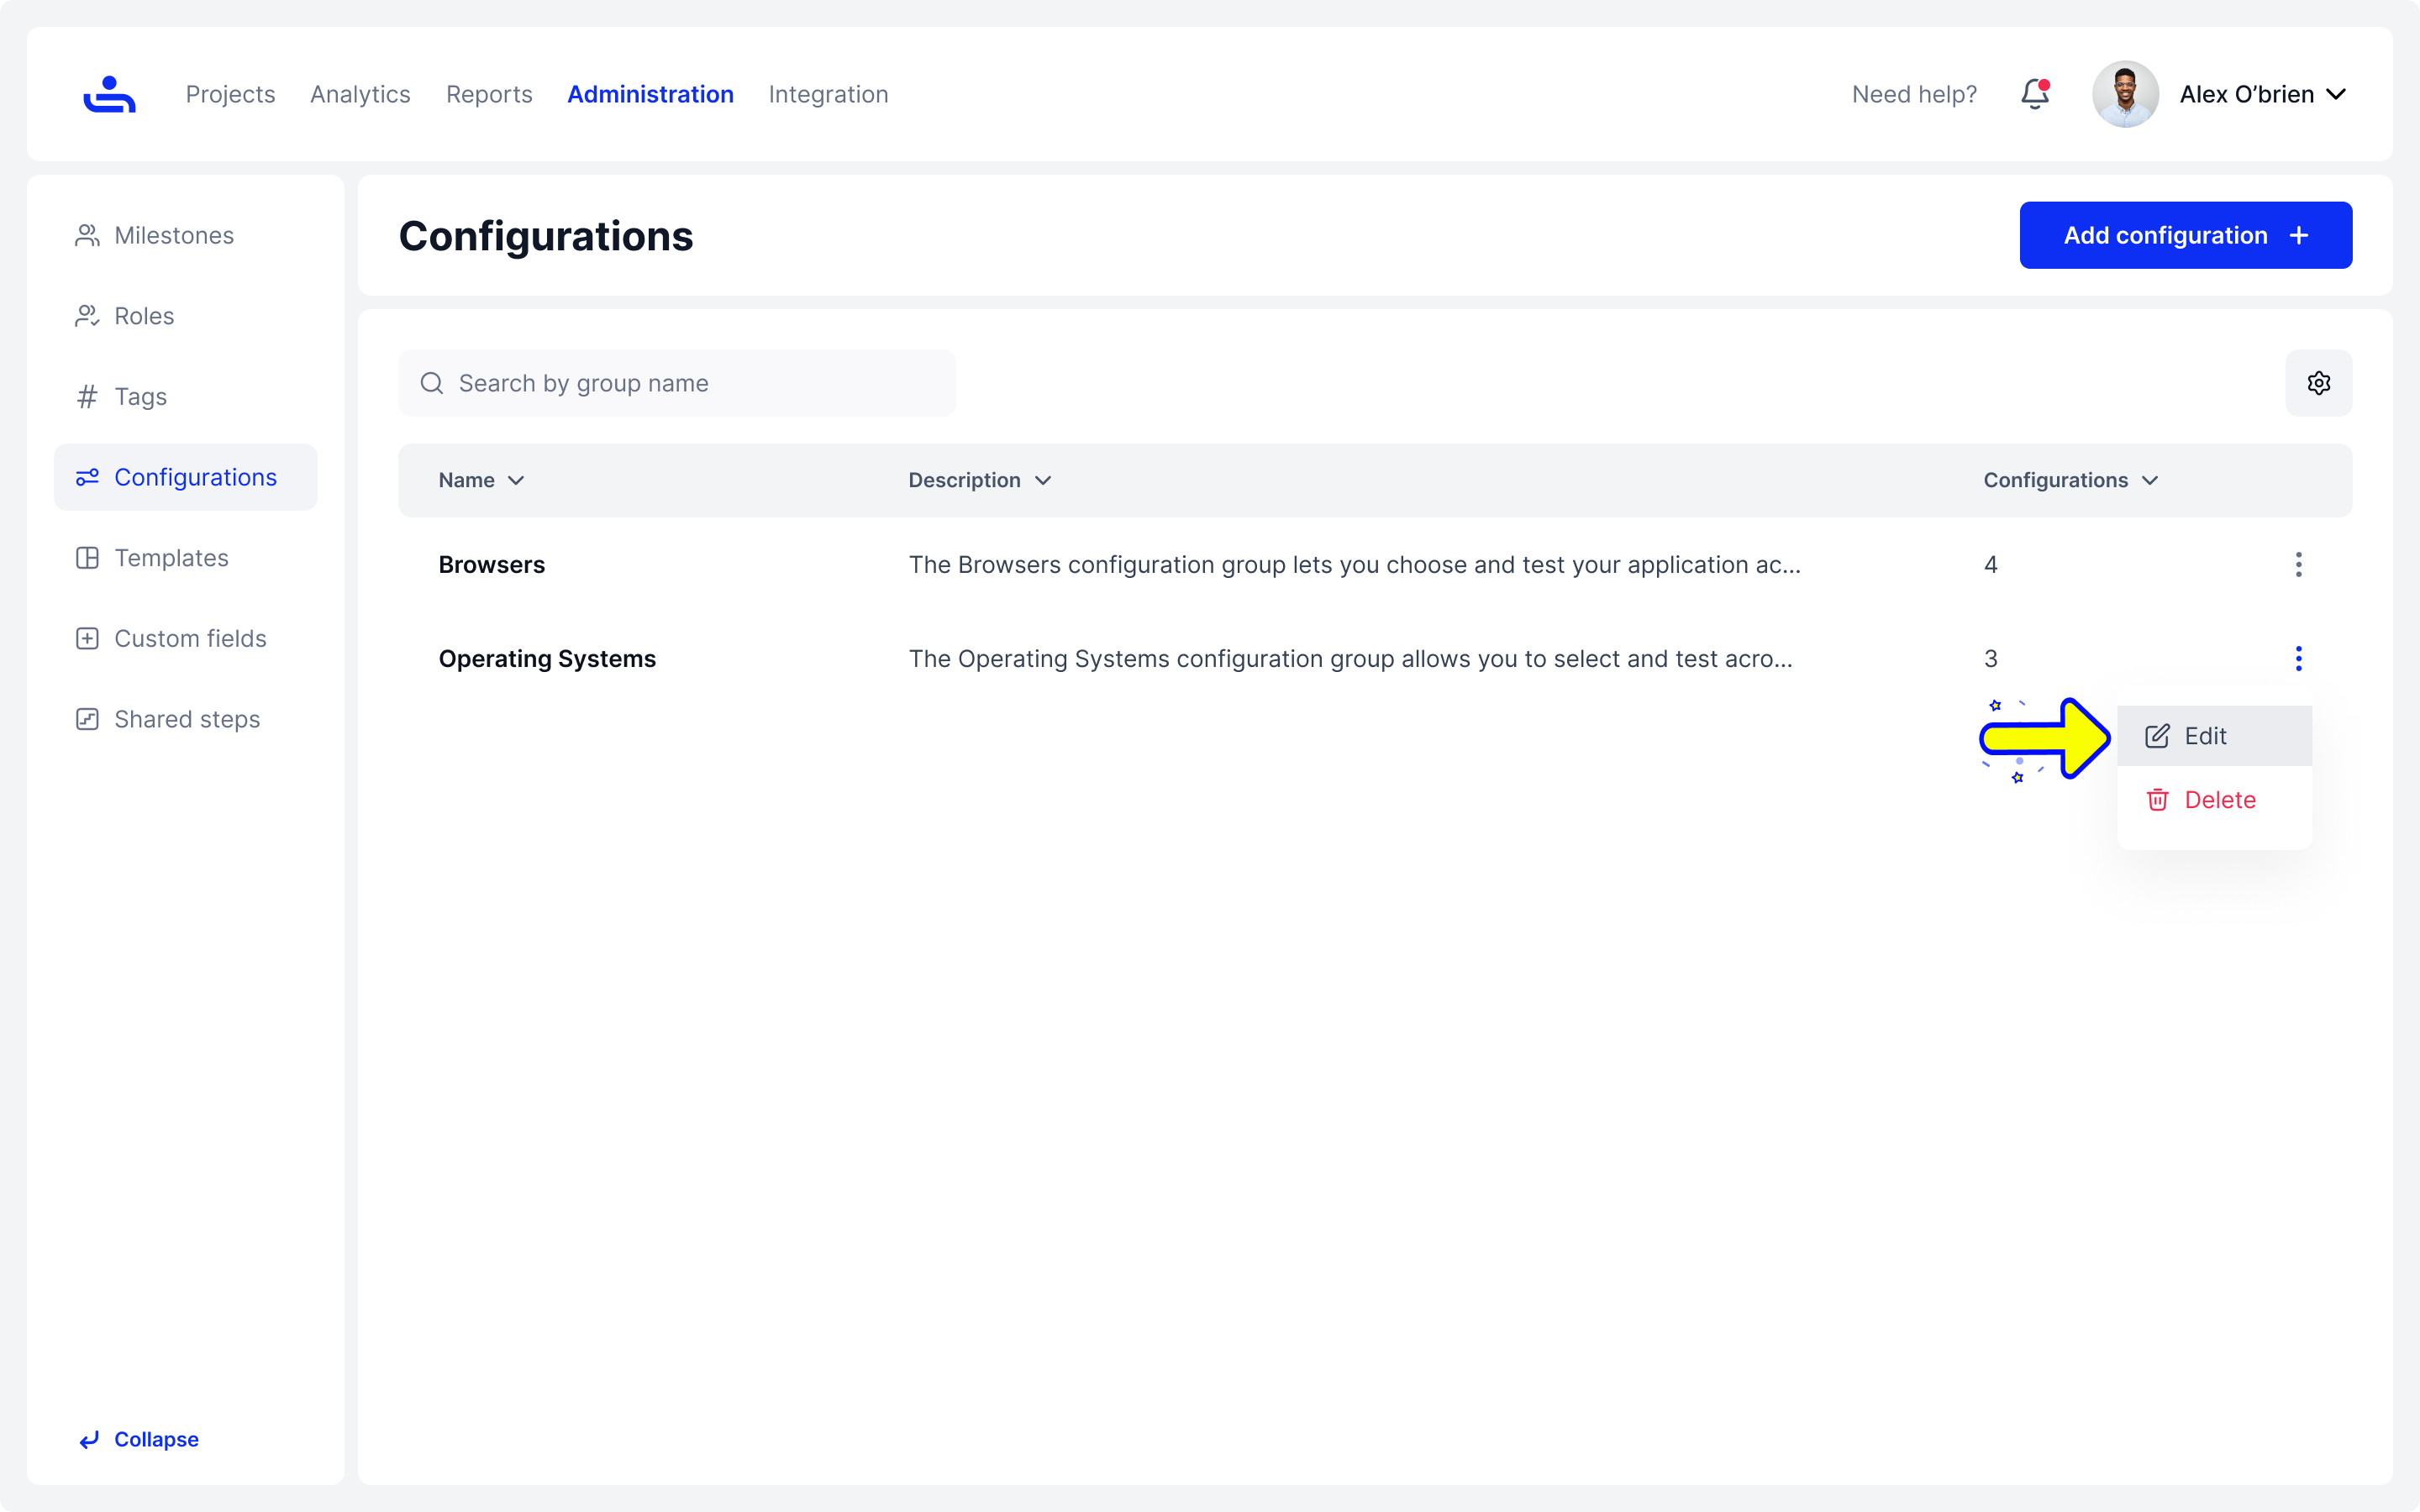 Projects Analytics Reports Administration Integration Need help? Alex O’brien
Milestones
Roles
Tags
Configurations
Templates
Custom fields
Shared steps
Collapse
Configurations
Add configuration
Search by group name
Name Description Configurations
Browsers The Browsers configuration group lets you choose and test your application ac... 4
Operating Systems The Operating Systems configuration group allows you to select and test acro... 3
Edit
Delete